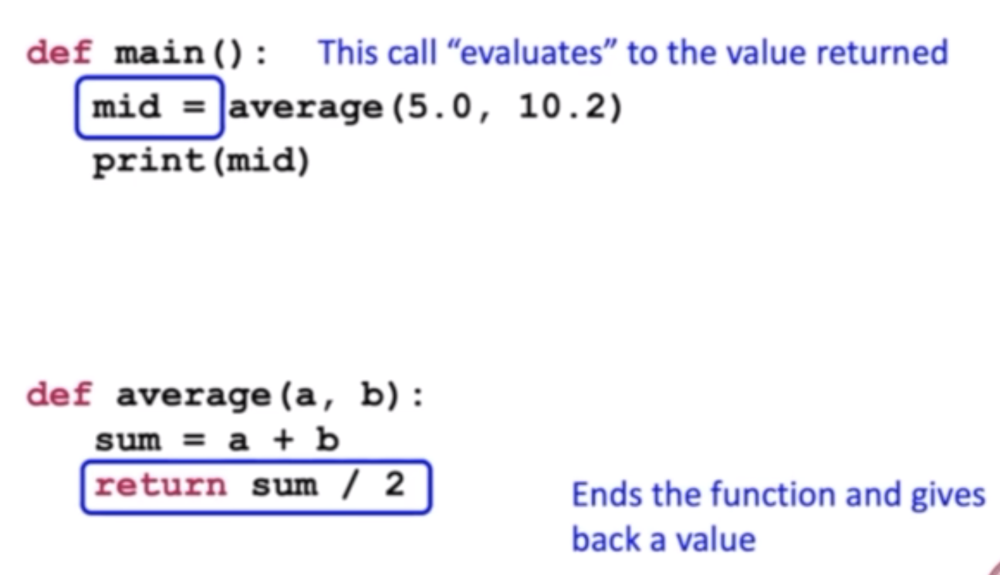 def main(): This call “evaluates” to the value returned
mid = average(5.0, 10.2)
print(mid)
def average(a, b):
sum = a + b
return sum / 2
Ends the function and gives
back a value